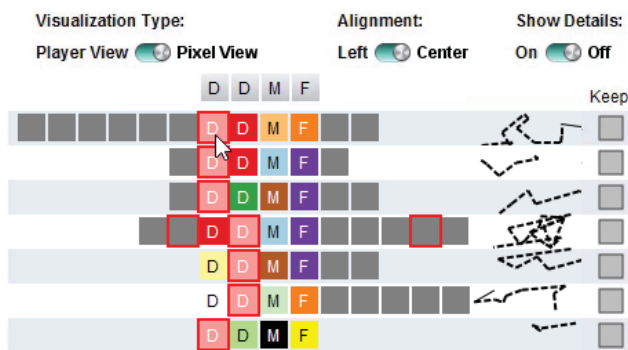 Visualization Type: Alignment: Show Details:
Player View Pixel View Left Center On Off
D D M F Keep
D D M F
D D M F
D D M F
D D M F
D D M F
D D M F
D D M F